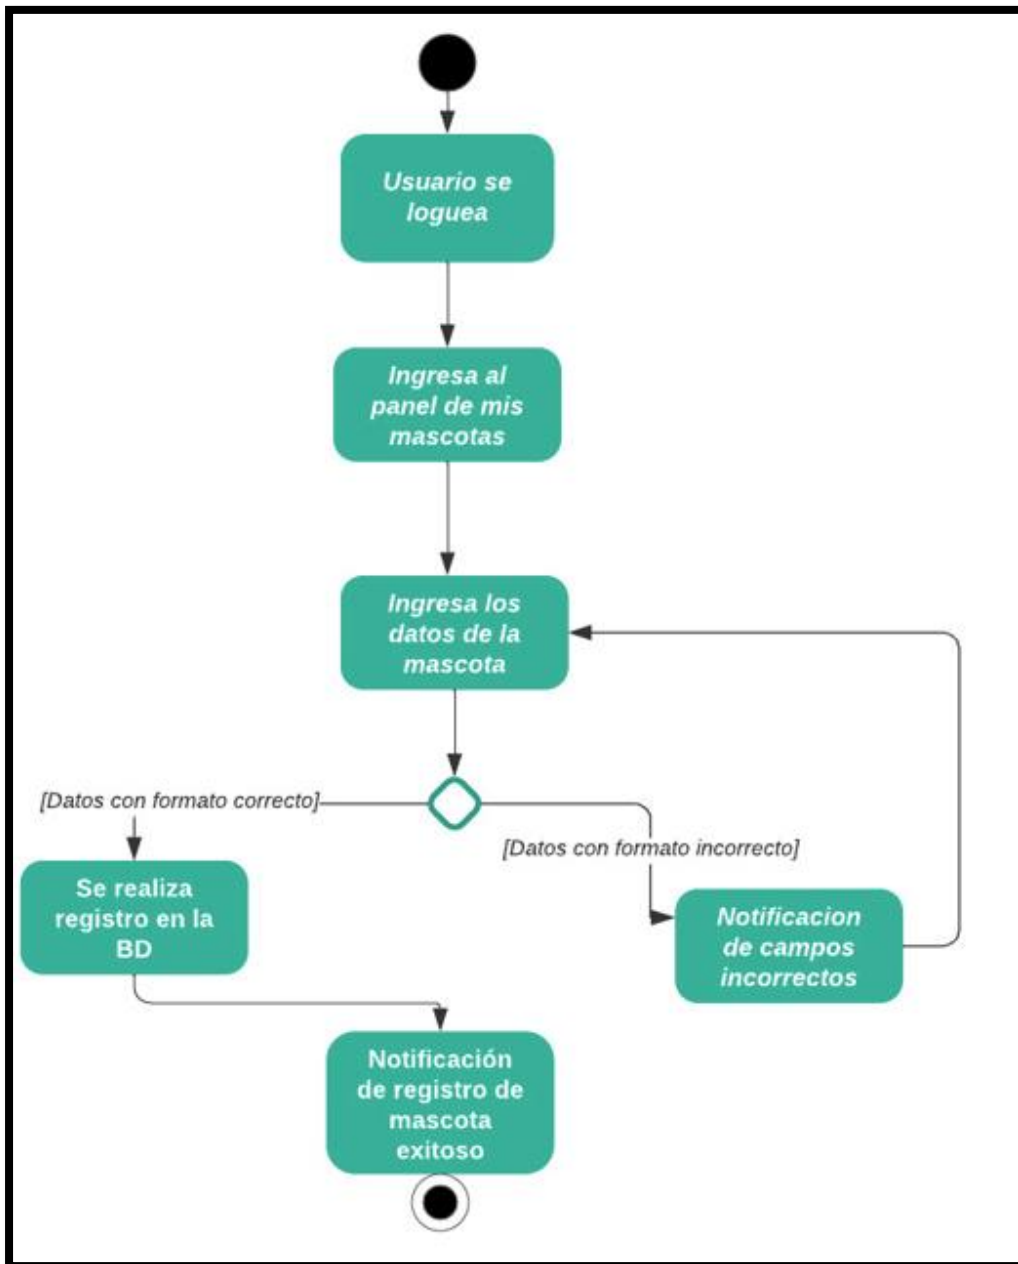 Usuario se
loguea
Ingresa al
panel de mis
mascotas
Ingresa los
datos de la
mascota
[Datos con formato correcto]
[Datos con formato incorrecto]
Se realiza
registro en la
BD
Notificacion
de campos
incorrectos
Notificación
de registro de
mascota
exitoso